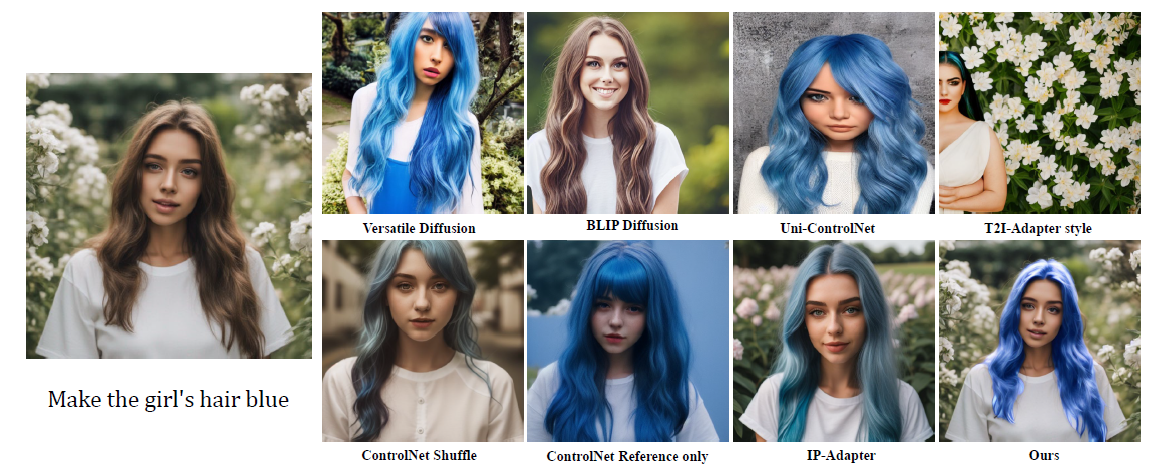 Versatile Diffusion
BLIP Diffusion
Uni-ControlNet
T2I-Adapter style
Make the girl's hair blue
ControlNet Shuffle
ControlNet Reference only
IP-Adapter
Ours